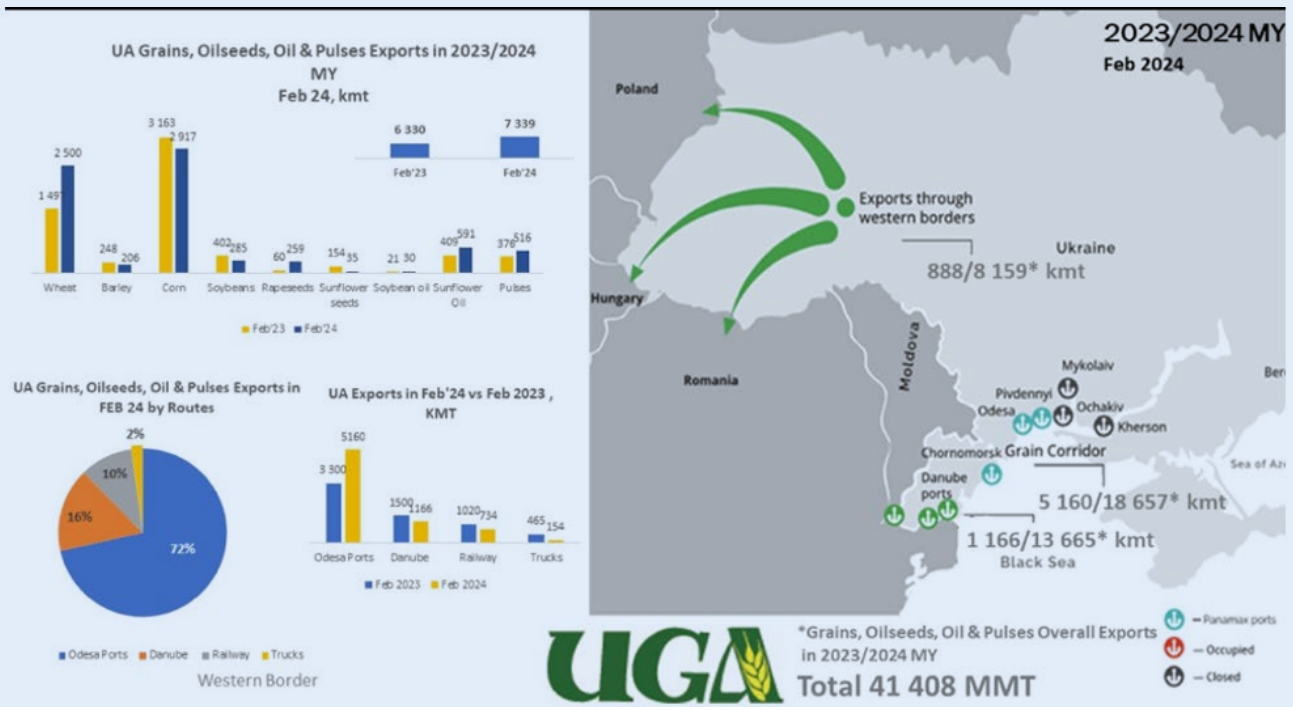 UA Grains, Oilseeds, Oil & Pulses Exports in 2023/2024
MY
Feb 24, kmt
6 330
7 339
Feb'23
Feb'24
3 163
2 917
2 500
1 49
248
206
402
285
60
259
154
35
21
30
409
591
376
516
Wheat
Barley
Corn
Soybeans
Rapeseeds
Sunflower
seeds
Soybean oil
Sunflower
Oil
Pulses
Feb'23
Feb'24
UA Grains, Oilseeds, Oil & Pulses Exports in
FEB 24 by Routes
2%
10%
16%
72%
Odesa Ports
Danube
Railway
Trucks
Western Border
UA Exports in Feb'24 vs Feb 2023 ,
KMT
5160
3 300
1500
1166
1020
734
465
154
Odesa Ports
Danube
Railway
Trucks
Feb 2023
Feb 2024
2023/2024 MY
Feb 2024
Poland
Exports through
western borders
Ukraine
888/8 159* kmt
Hungary
Moldova
Romania
Mykolaiv
Pivdennyi
Ber
Odesa
Ochakiv
Kherson
Chornomorsk
Grain Corridor
Sea of Az
Danube
ports
5 160/18 657* kmt
1 166/13 665* kmt
Black Sea
UGA
*Grains, Oilseeds, Oil & Pulses Overall Exports
in 2023/2024 MY
Total 41 408 MMT
– Panamax ports
– Occupied
– Closed